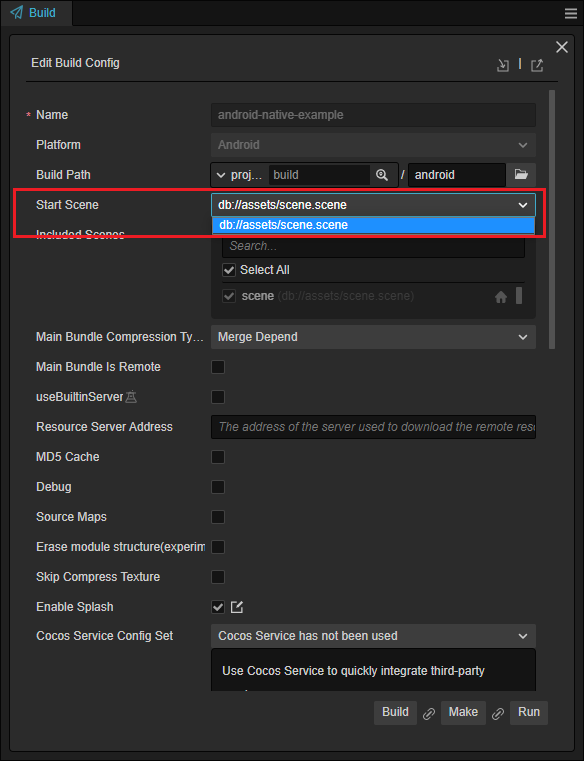 Build
Edit Build Config
* Name android-native-example
Platform Android
Build Path proj... build / android
Start Scene db://assets/scene.scene
db://assets/scene.scene
Included Scenes
Search...
Select All
scene (db://assets/scene.scene)
Main Bundle Compression Ty... Merge Depend
Main Bundle Is Remote
useBuiltinServer
Resource Server Address The address of the server used to download the remote
MD5 Cache
Debug
Source Maps
Erase module structure(experim
Skip Compress Texture
Enable Splash
Cocos Service Config Set Cocos Service has not been used
Use Cocos Service to quickly integrate third-party
Build Make Run